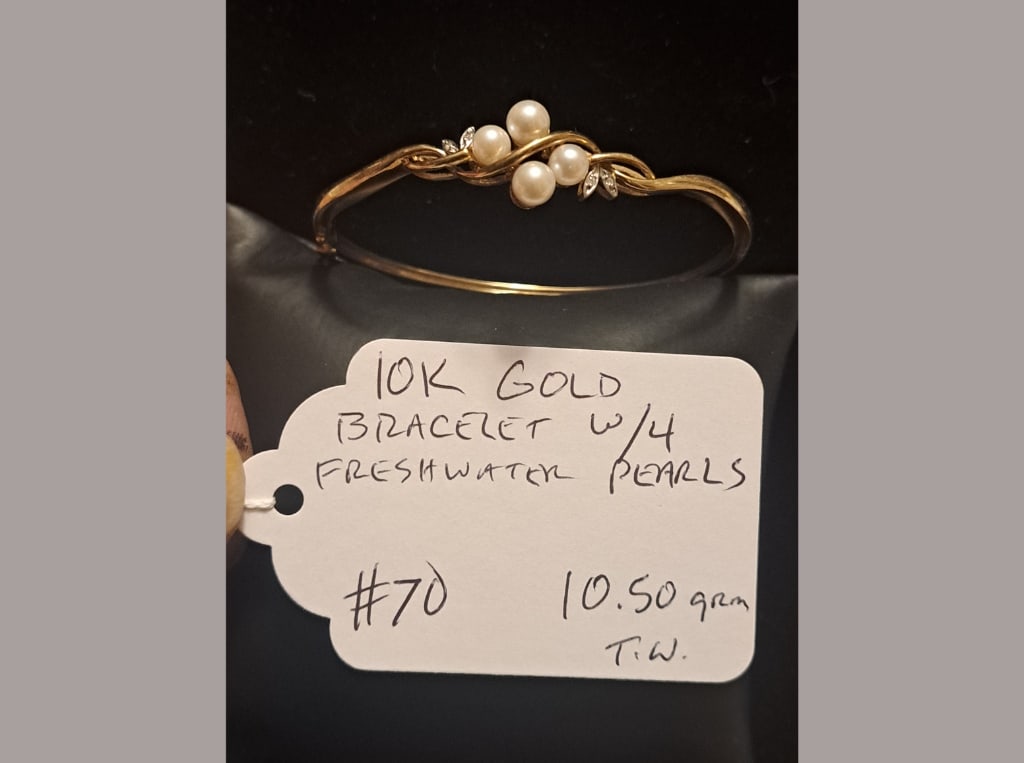 10K GOLD
BRACELET W/4
FRESHWATER PEARLS
#70 10.50 grm
T.W.